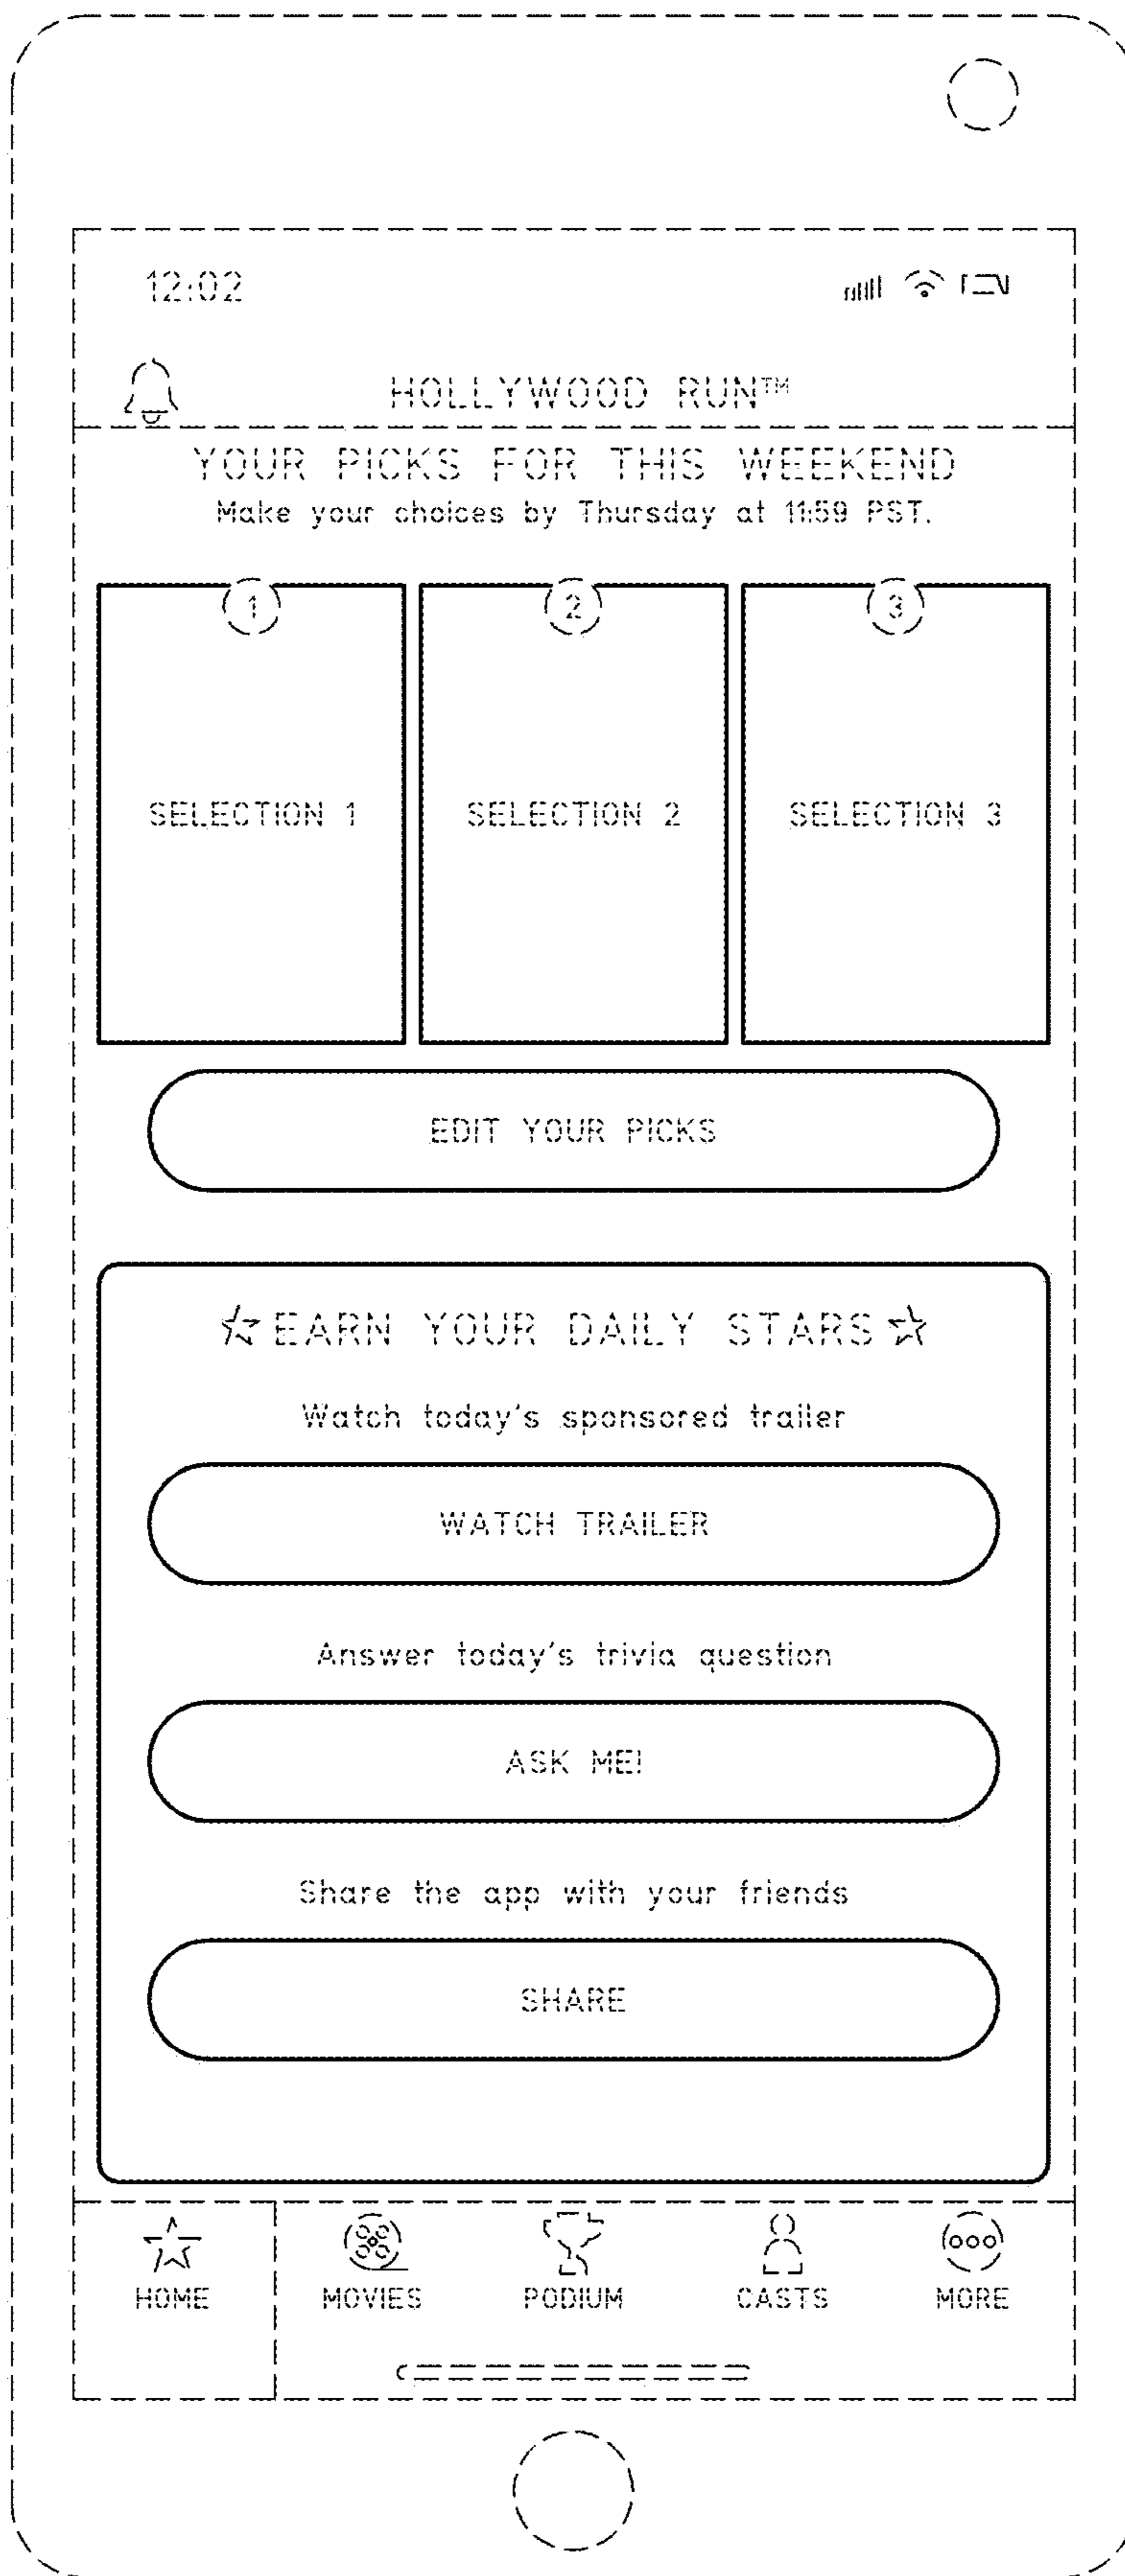 12:02
HOLLYWOOD RUN™
YOUR PICKS FOR THIS WEEKEND
Make your choices by Thursday at 11:59 PST.
1 2 3
SELECTION 1 SELECTION 2 SELECTION 3
EDIT YOUR PICKS
EARN YOUR DAILY STARS
Watch today's sponsored trailer
WATCH TRAILER
Answer today's trivia question
ASK ME!
Share the app with your friends
SHARE
HOME MOVIES PODIUM CASTS MORE